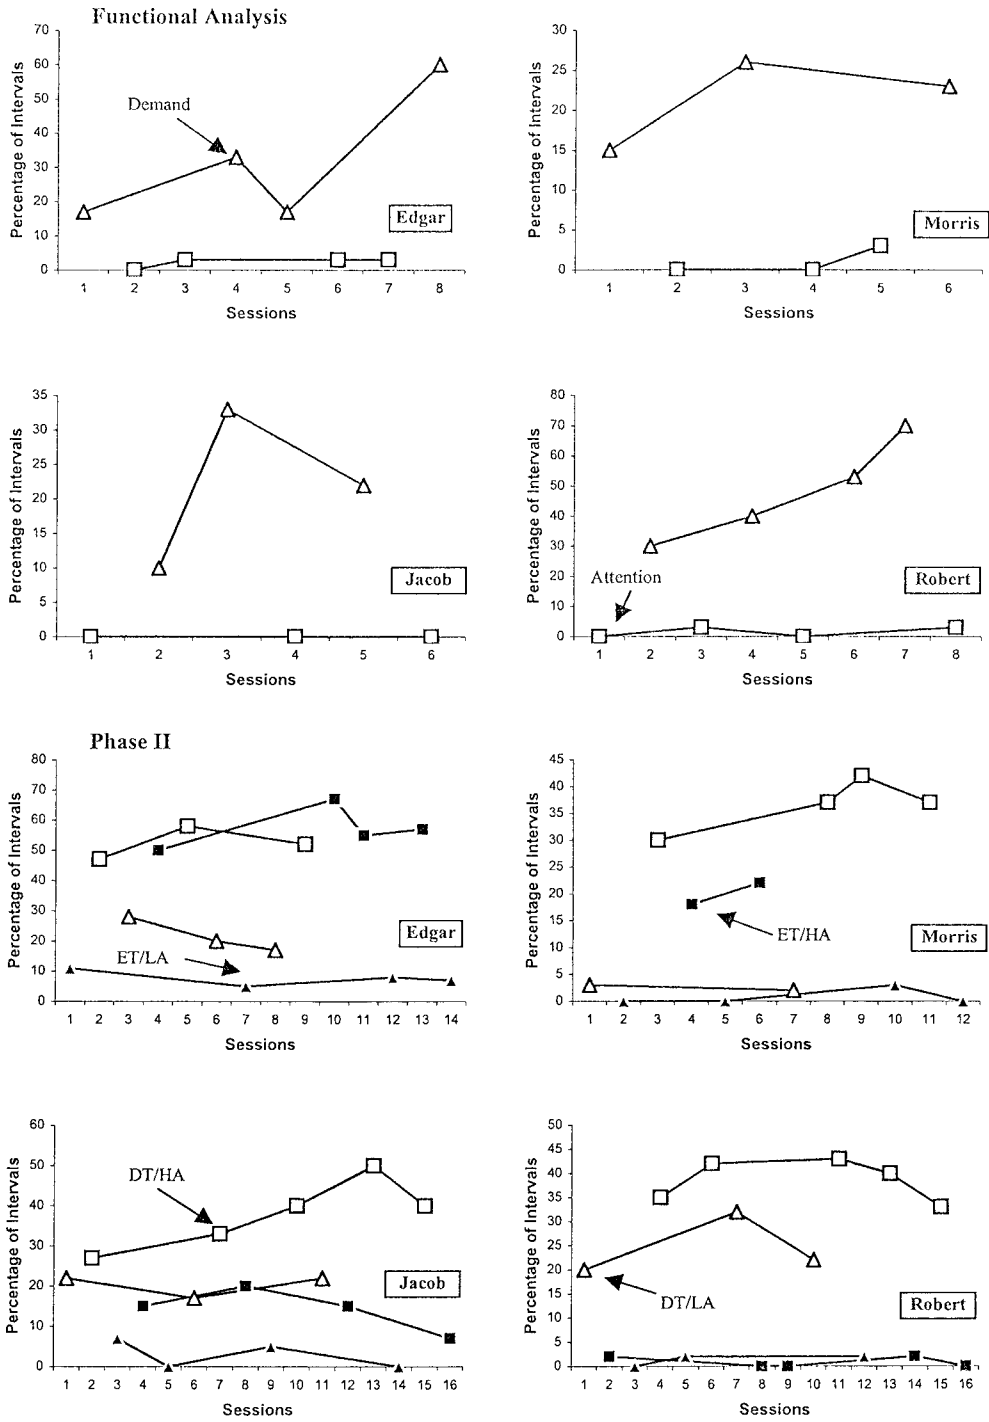 Functional Analysis
Percentage of Intervals
70
60
50
40
30
20
10
0
Demand
Edgar
1 2 3 4 5 6 7 8
Sessions
Percentage of Intervals
30
25
20
15
10
5
0
Morris
1 2 3 4 5 6
Sessions
Percentage of Intervals
35
30
25
20
15
10
5
0
Jacob
1 2 3 4 5 6
Sessions
Percentage of Intervals
80
70
60
50
40
30
20
10
0
Attention
Robert
1 2 3 4 5 6 7 8
Sessions
Phase II
Percentage of Intervals
80
70
60
50
40
30
20
10
0
ET/LA
Edgar
1 2 3 4 5 6 7 8 9 10 11 12 13 14
Sessions
Percentage of Intervals
45
40
35
30
25
20
15
10
5
0
ET/HA
Morris
1 2 3 4 5 6 7 8 9 10 11 12
Sessions
Percentage of Intervals
60
50
40
30
20
10
0
DT/HA
Jacob
1 2 3 4 5 6 7 8 9 10 11 12 13 14 15 16
Sessions
Percentage of Intervals
50
45
40
35
30
25
20
15
10
5
0
DT/LA
Robert
1 2 3 4 5 6 7 8 9 10 11 12 13 14 15 16
Sessions